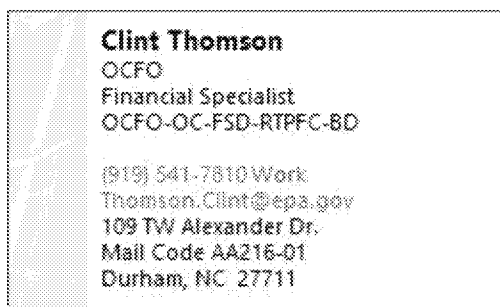 Clint Thomson
OCFO
Financial Specialist
OCFO-OC-FSD-RTPFC-BD
(919) 541-7810 Work
Thomson.Clint@epa.gov
109 TW Alexander Dr.
Mail Code AA216-01
Durham, NC 27711